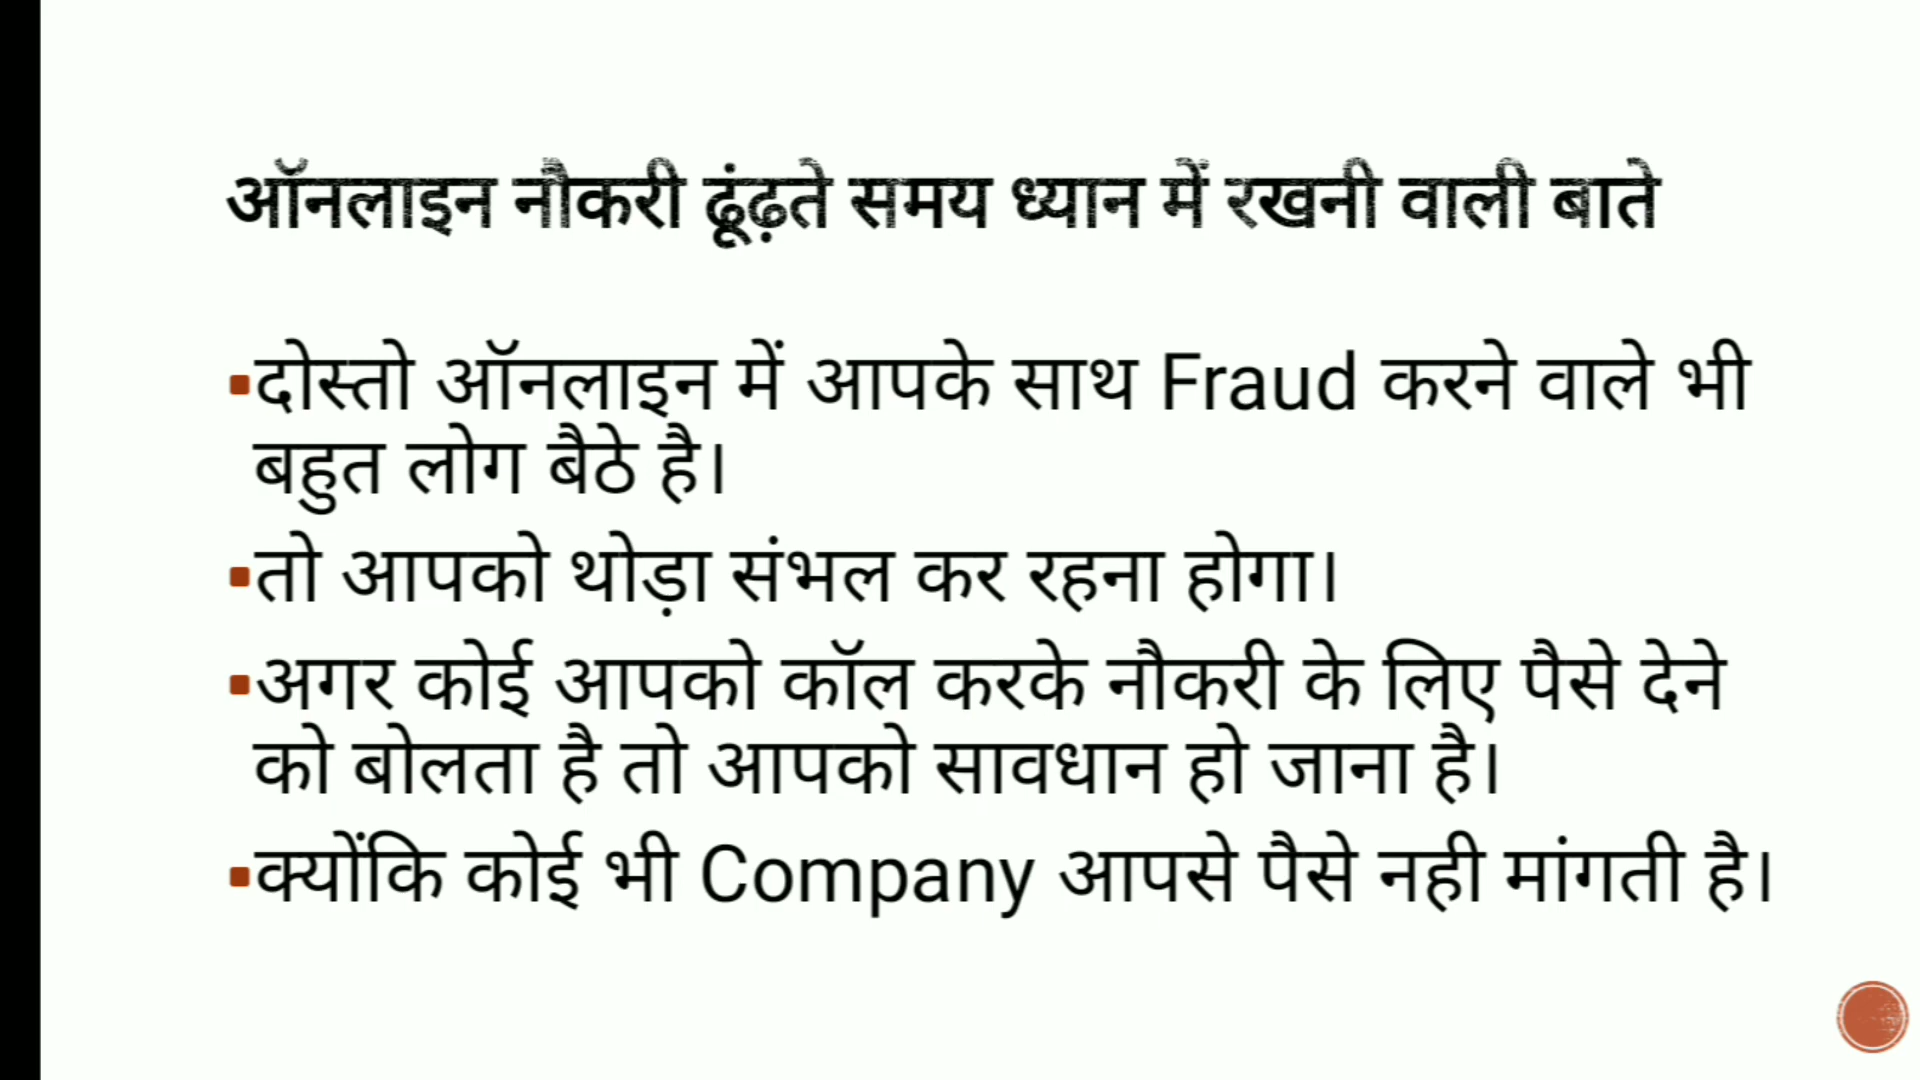 ऑनलाइन नौकरी ढूंढ़ते समय ध्यान में रखनी वाली बाते
▪दोस्तो ऑनलाइन में आपके साथ Fraud करने वाले भी
बहुत लोग बैठे है।
▪तो आपको थोड़ा संभल कर रहना होगा।
▪अगर कोई आपको कॉल करके नौकरी के लिए पैसे देने
को बोलता है तो आपको सावधान हो जाना है।
▪क्योंकि कोई भी Company आपसे पैसे नही मांगती है।